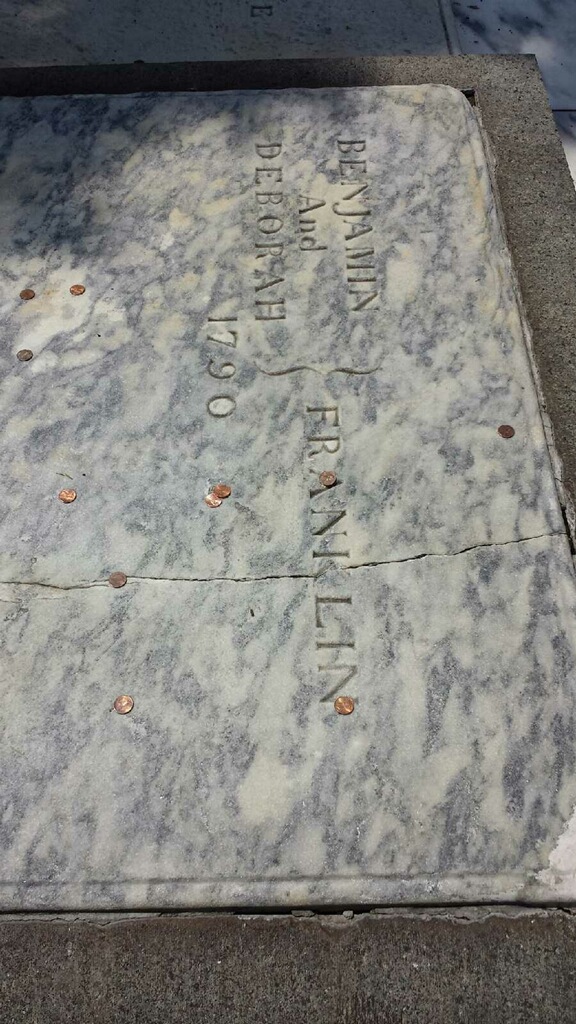 BENJAMIN
And
DEBORAH
} FRANKLIN
1790
E